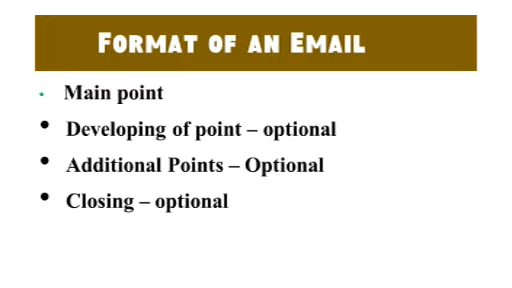 Format of an Email
• Main point
• Developing of point – optional
• Additional Points – Optional
• Closing – optional